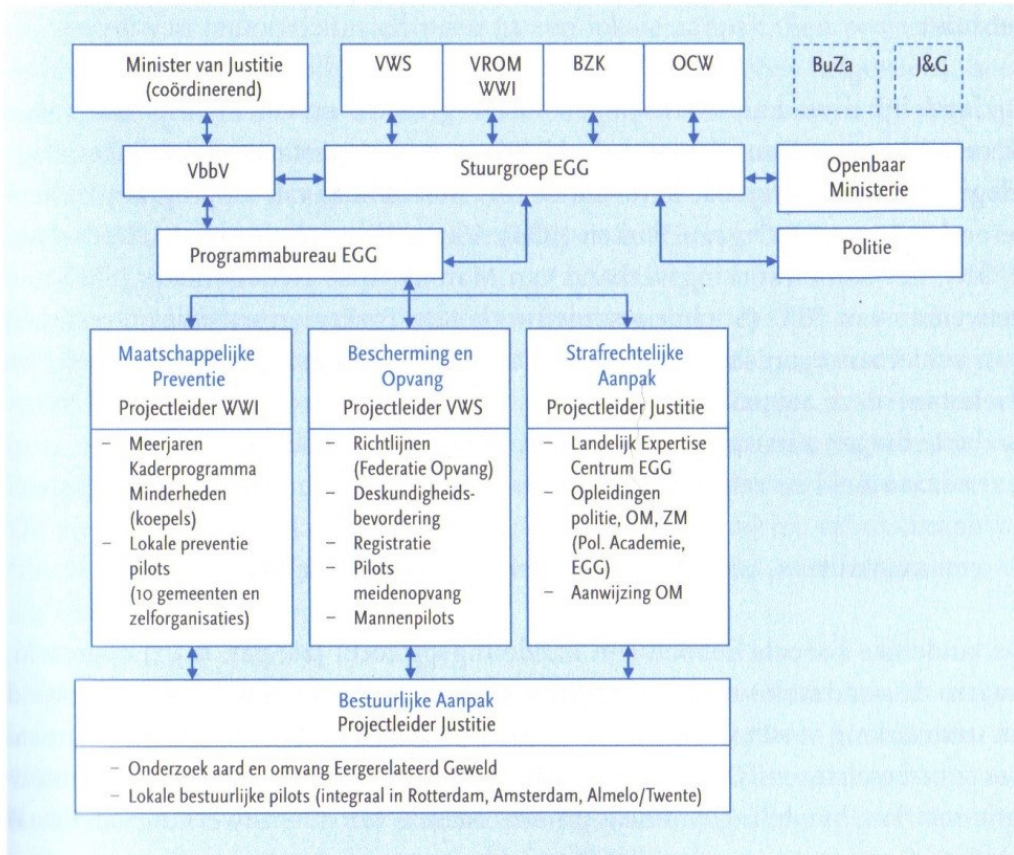 Minister van Justitie
(coördinerend)
VWS
VROM
WWI
BZK
OCW
BuZa
J&G
VbbV
Stuurgroep EGG
Openbaar
Ministerie
Programmabureau EGG
Politie
Maatschappelijke
Preventie
Projectleider WWI
– Meerjaren
Kaderprogramma
Minderheden
(koepels)
– Lokale preventie
pilots
(10 gemeenten en
zelforganisaties)
Bescherming en
Opvang
Projectleider VWS
– Richtlijnen
(Federatie Opvang)
– Deskundigheids-
bevordering
– Registratie
– Pilots
meidenopvang
– Mannenpilots
Strafrechtelijke
Aanpak
Projectleider Justitie
– Landelijk Expertise
Centrum EGG
– Opleidingen
politie, OM, ZM
(Pol. Academie,
EGG)
– Aanwijzing OM
Bestuurlijke Aanpak
Projectleider Justitie
– Onderzoek aard en omvang Eergerelateerd Geweld
– Lokale bestuurlijke pilots (integraal in Rotterdam, Amsterdam, Almelo/Twente)